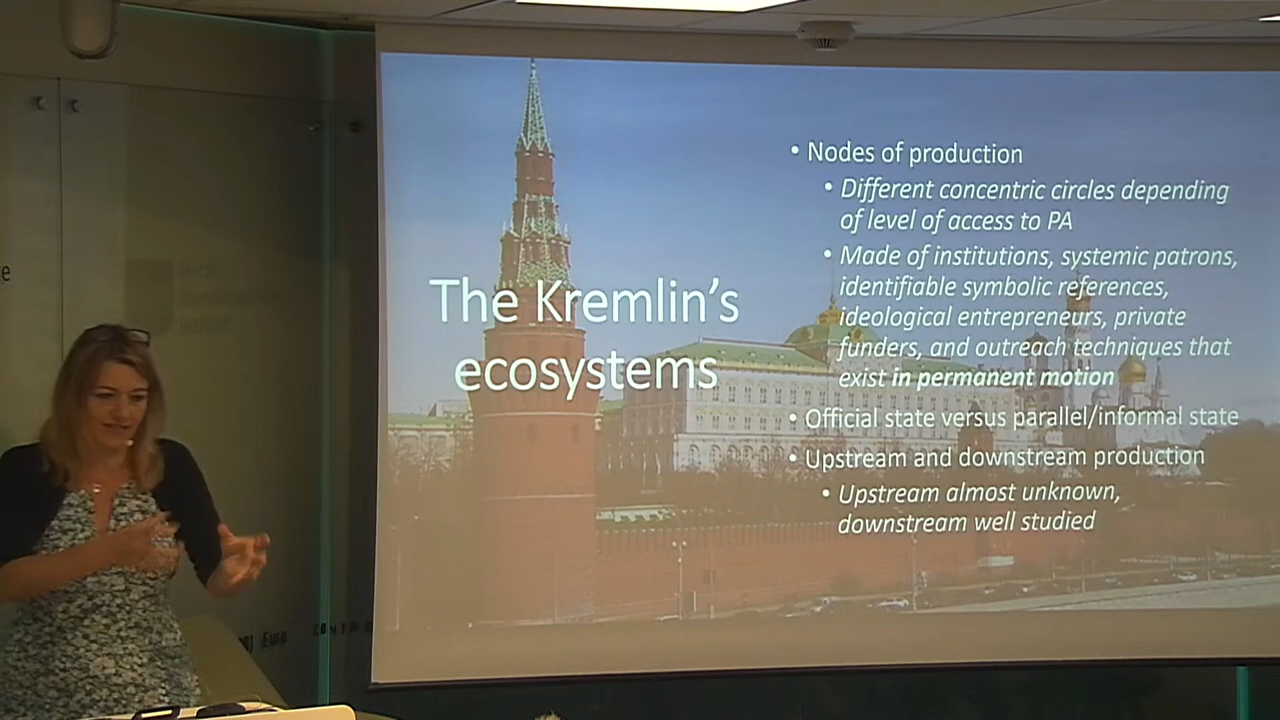 The Kremlin's
ecosystems
• Nodes of production
• Different concentric circles depending
of level of access to PA
• Made of institutions, systemic patrons,
identifiable symbolic references,
ideological entrepreneurs, private
funders, and outreach techniques that
exist in permanent motion
• Official state versus parallel/informal state
• Upstream and downstream production
• Upstream almost unknown,
downstream well studied